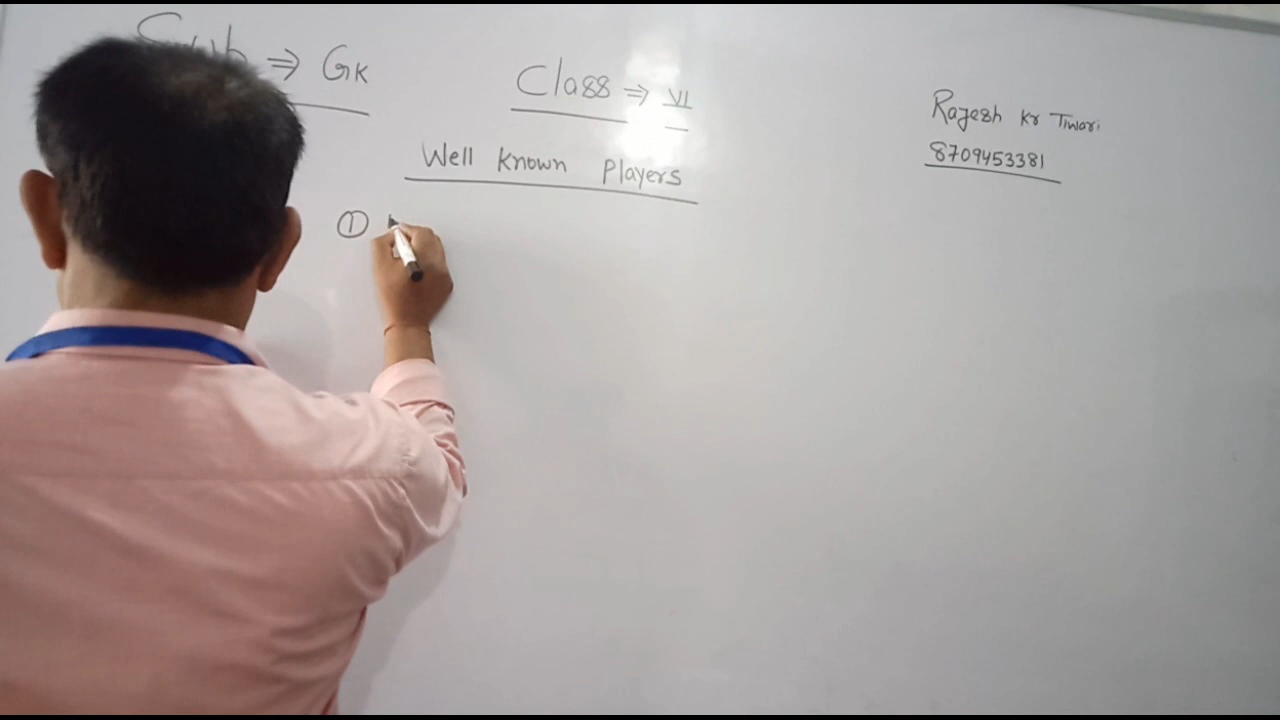 Sub ⇒ GK
Class ⇒ VI
Rajesh Kr Tiwari
8709453381
Well Known Players
①